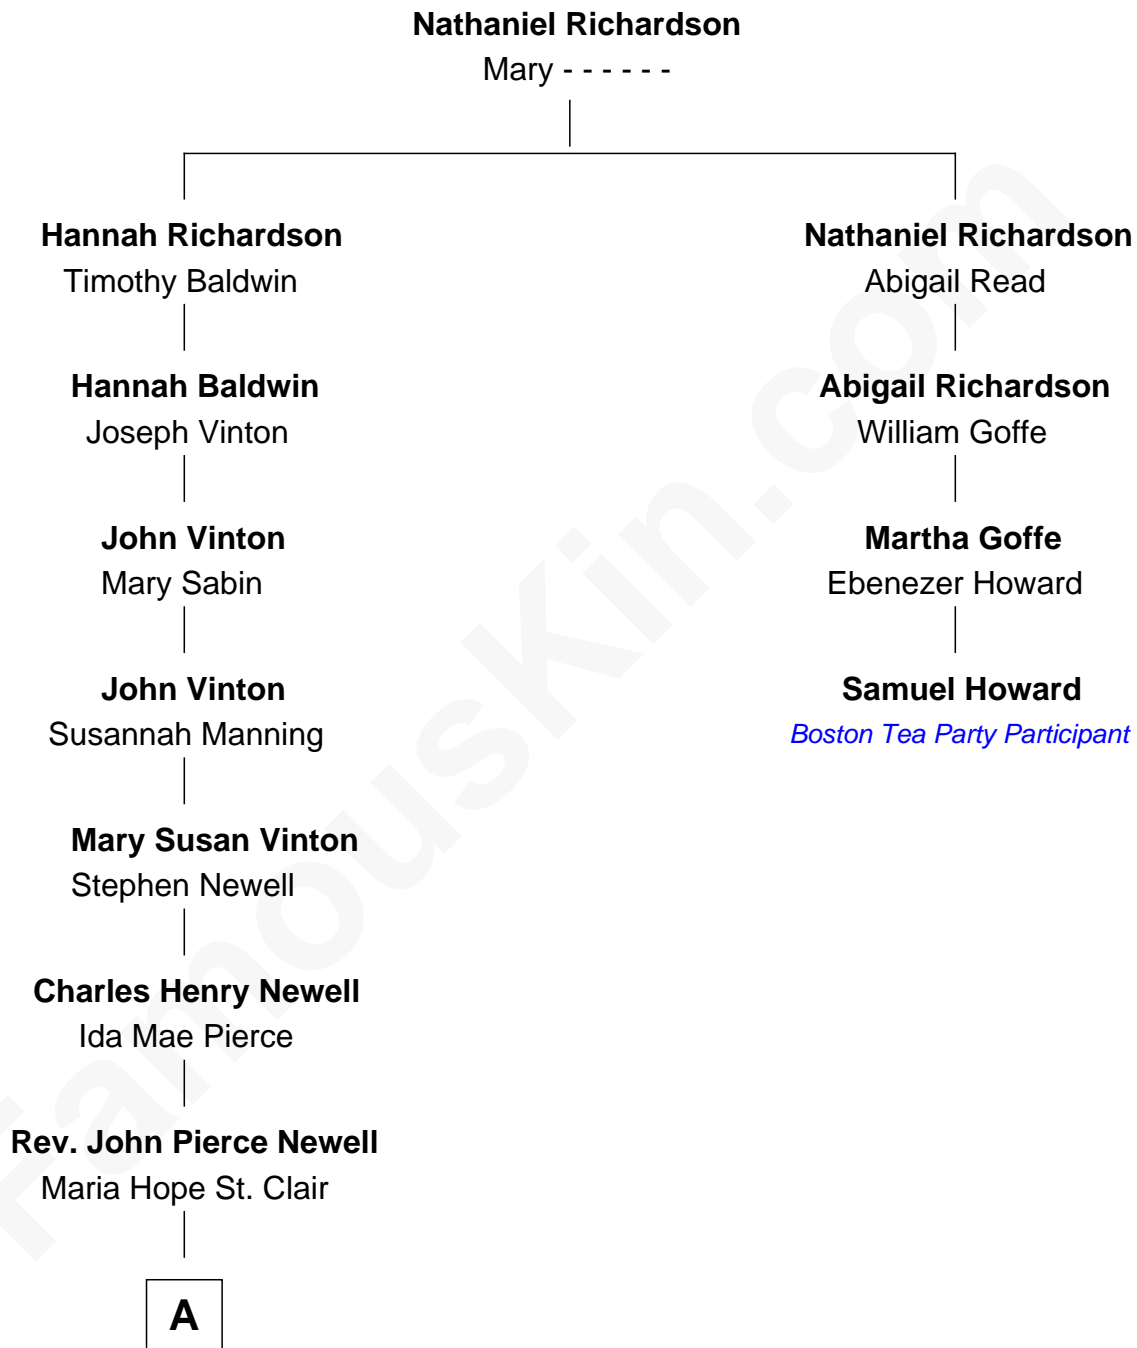 Nathaniel Richardson
Mary - - - - - -
Hannah Richardson
Timothy Baldwin
Hannah Baldwin
Joseph Vinton
John Vinton
Mary Sabin
John Vinton
Susannah Manning
Mary Susan Vinton
Stephen Newell
Charles Henry Newell
Ida Mae Pierce
Rev. John Pierce Newell
Maria Hope St. Clair
A
Nathaniel Richardson
Abigail Read
Abigail Richardson
William Goffe
Martha Goffe
Ebenezer Howard
Samuel Howard
Boston Tea Party Participant
FamousKin.com